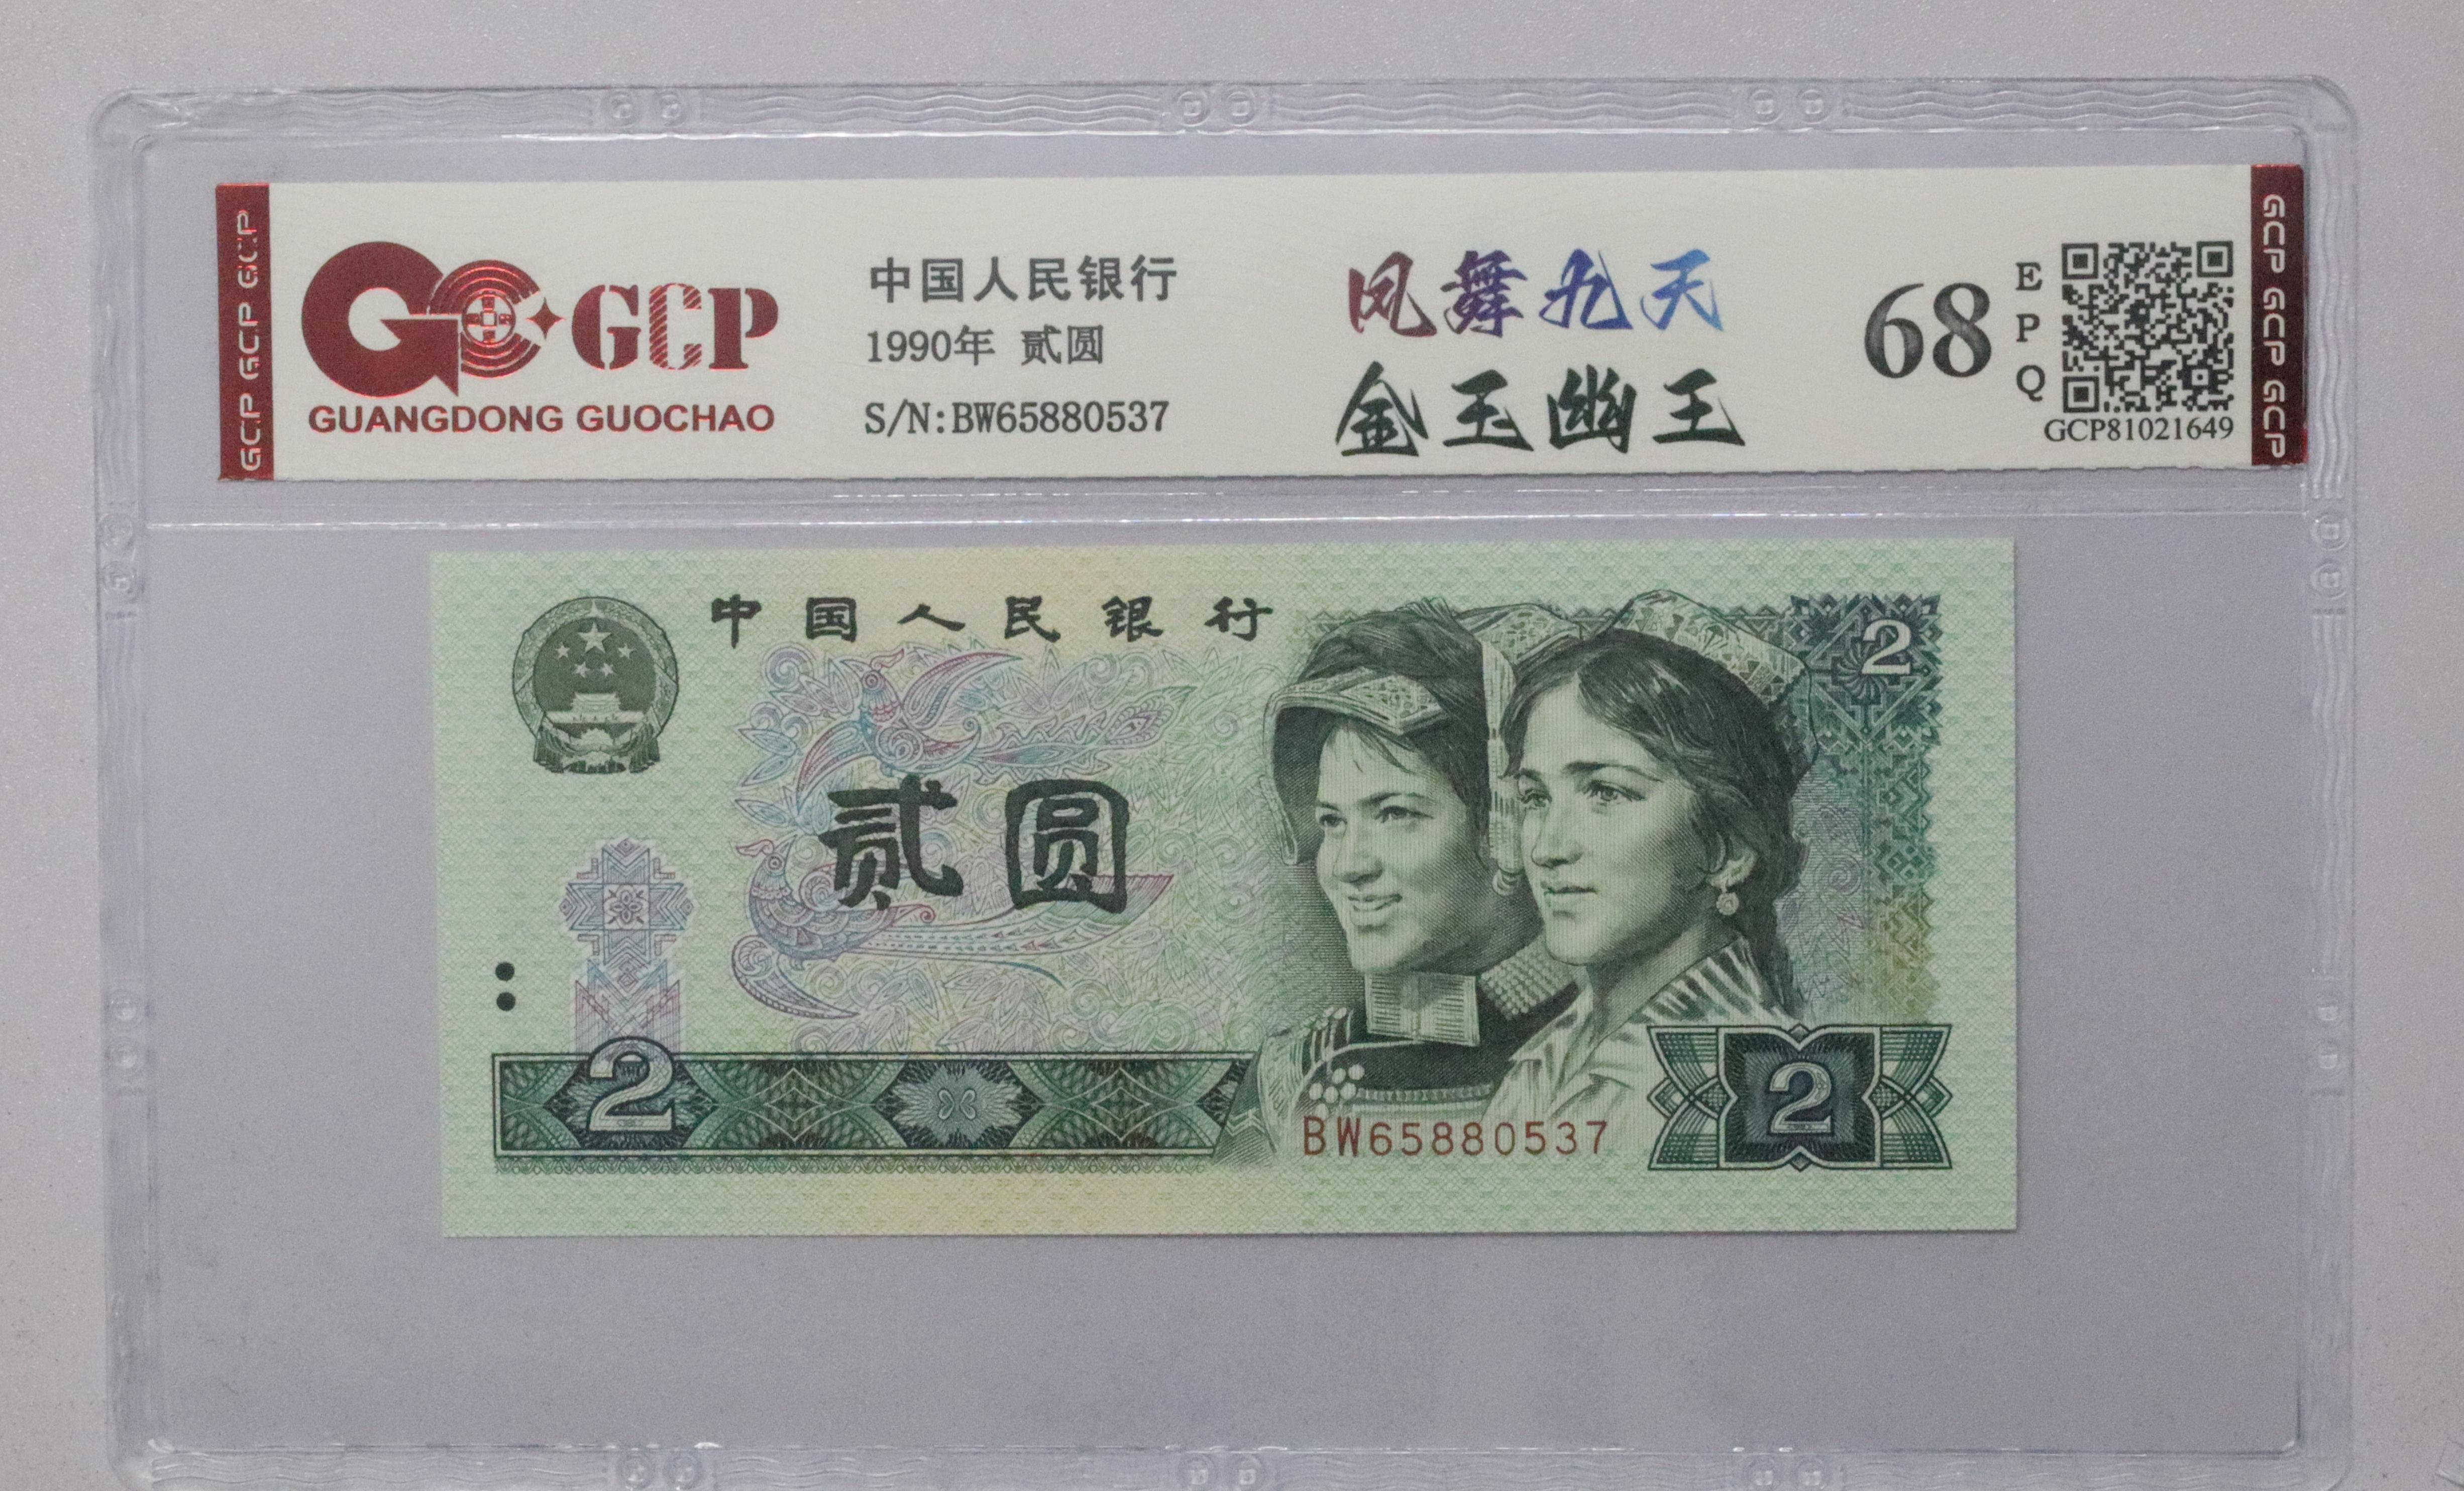 GCP GCP GCP
GCP
GUANGDONG GUOCHAO
中国人民银行
1990年 贰圆
S/N:BW65880537
凤舞九天
金玉幽王
68
EPQ
GCP81021649
GCP GCP GCP
中国人民银行
2
贰圆
2
BW65880537
2